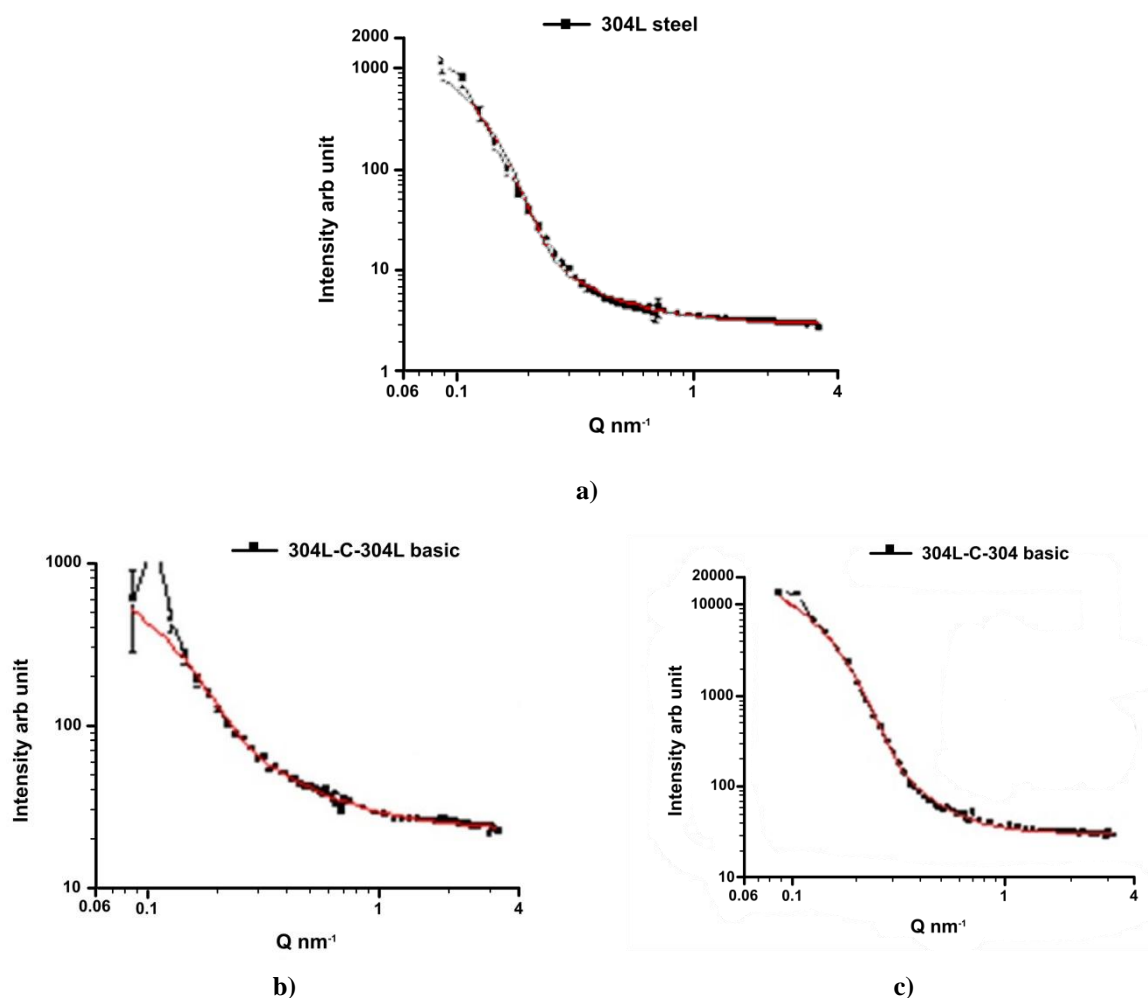 304L steel
2000
1000
100
10
1
0.06
0.1
1
4
Intensity arb unit
Q nm⁻¹
a)
304L-C-304L basic
1000
100
10
0.06
0.1
1
4
Intensity arb unit
Q nm⁻¹
b)
304L-C-304 basic
20000
10000
1000
100
10
0.06
0.1
1
4
Intensity arb unit
Q nm⁻¹
c)